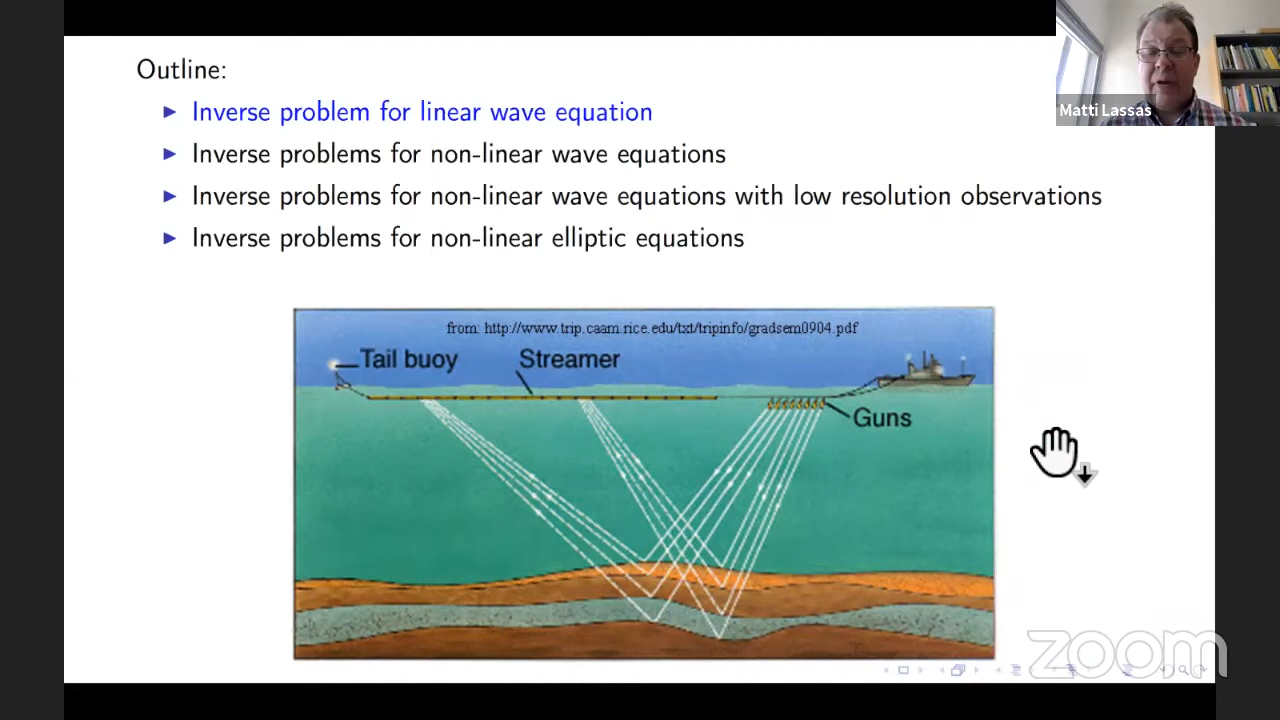 Outline:
Inverse problem for linear wave equation
Inverse problems for non-linear wave equations
Inverse problems for non-linear wave equations with low resolution observations
Inverse problems for non-linear elliptic equations
Matti Lassas
from: http://www.trip.caam.rice.edu/txt/tripinfo/gradsem0904.pdf
Tail buoy
Streamer
Guns
zoom